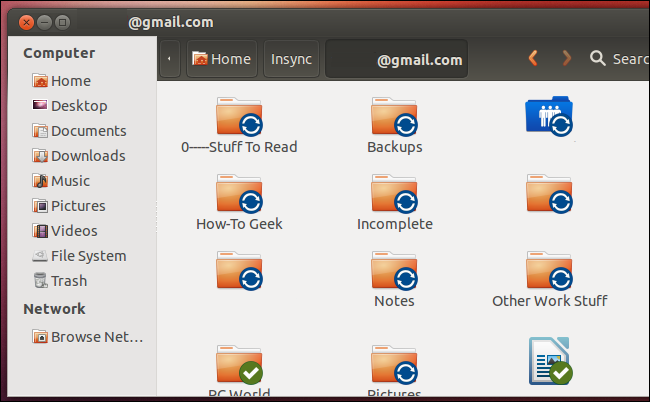 @gmail.com
Computer
Home
Desktop
Documents
Downloads
Music
Pictures
Videos
File System
Trash
Network
Browse Net...
Home
Insync
@gmail.com
Searc
0-----Stuff To Read
Backups
How-To Geek
Incomplete
Notes
Other Work Stuff
PC World
Pictures